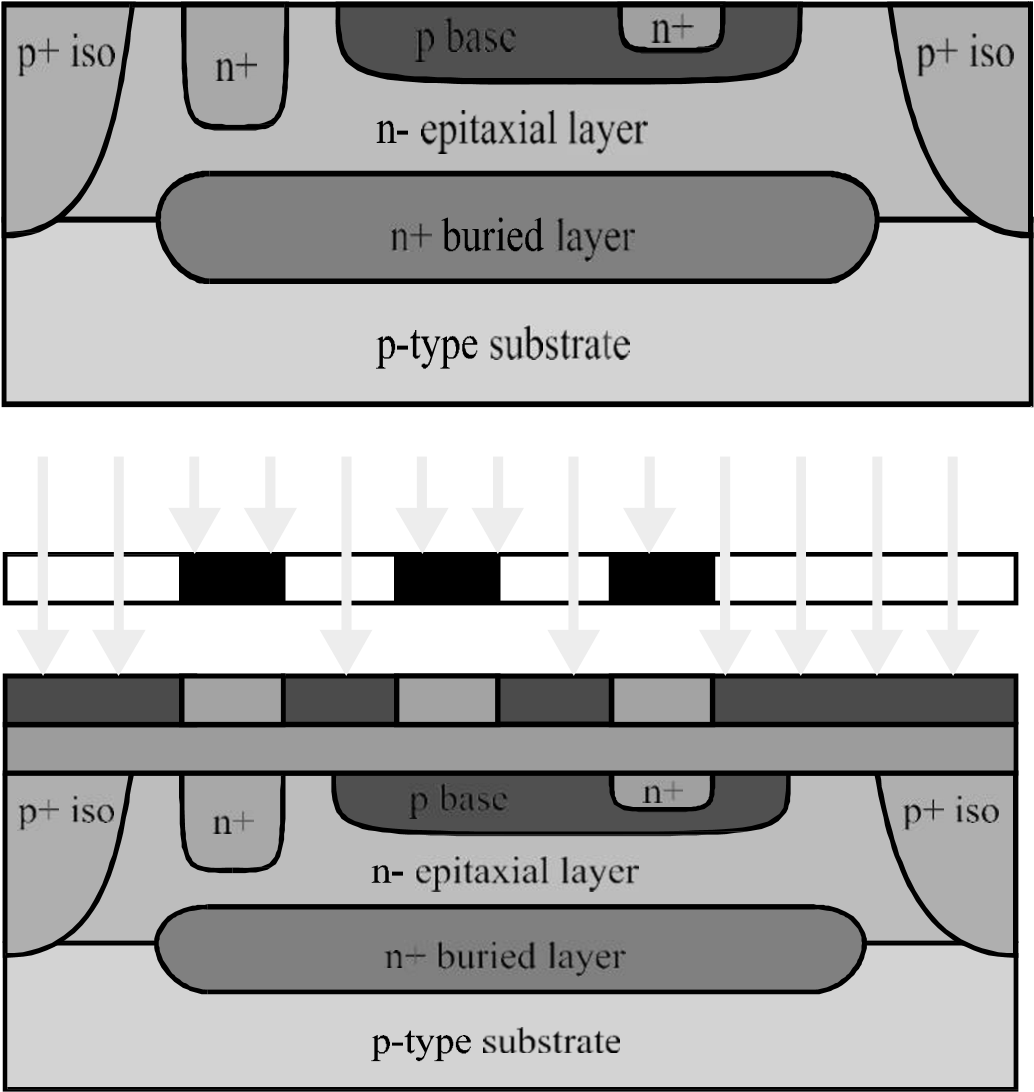 p+ iso
n+
p base
n+
p+ iso
n- epitaxial layer
n+ buried layer
p-type substrate
p+ iso
n+
p base
n+
p+ iso
n- epitaxial layer
n+ buried layer
p-type substrate